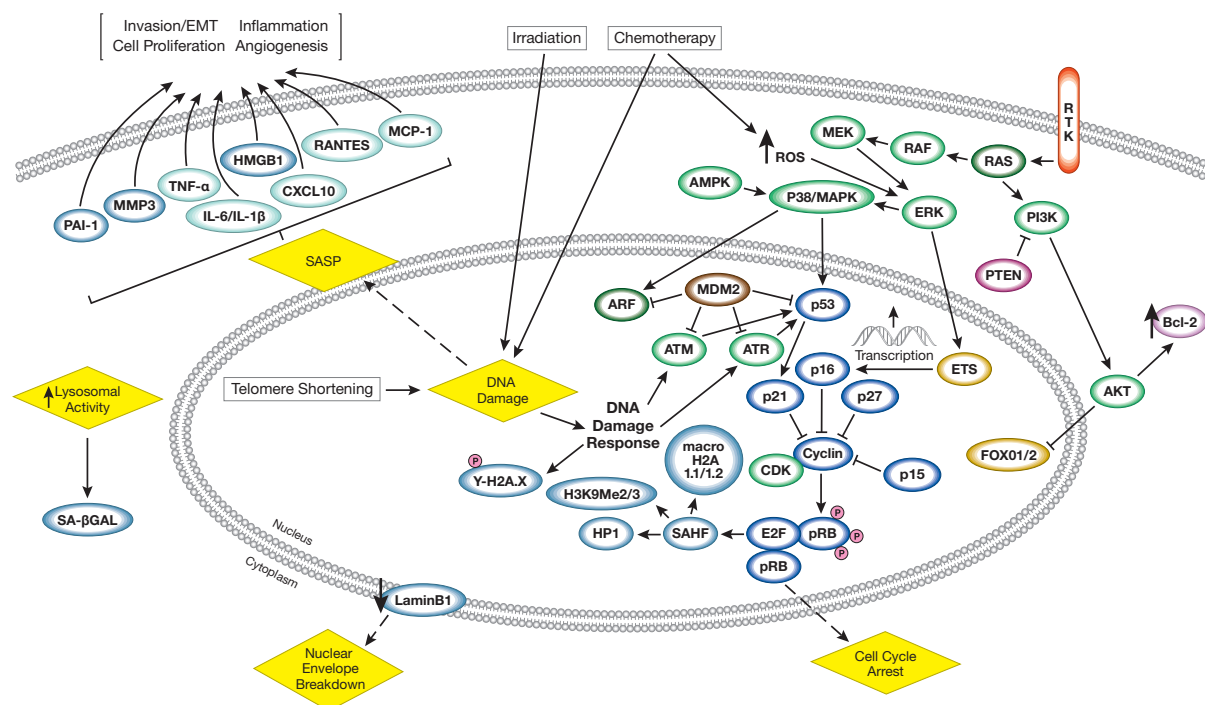 Invasion/EMT Inflammation
Cell Proliferation Angiogenesis
Irradiation
Chemotherapy
RTK
MEK
RAF
RAS
ROS
AMPK
P38/MAPK
ERK
PI3K
PTEN
Bcl-2
AKT
FOX01/2
MCP-1
RANTES
HMGB1
CXCL10
TNF-α
IL-6/IL-1β
MMP3
PAI-1
SASP
ARF
MDM2
p53
ATM
ATR
Transcription
ETS
p16
p21
p27
Telomere Shortening
DNA
Damage
DNA
Damage
Response
Lysosomal
Activity
SA-βGAL
P
Y-H2A.X
macro
H2A
1.1/1.2
H3K9Me2/3
HP1
SAHF
CDK
Cyclin
p15
E2F
pRB
P
P
P
pRB
Nucleus
Cytoplasm
LaminB1
Nuclear
Envelope
Breakdown
Cell Cycle
Arrest